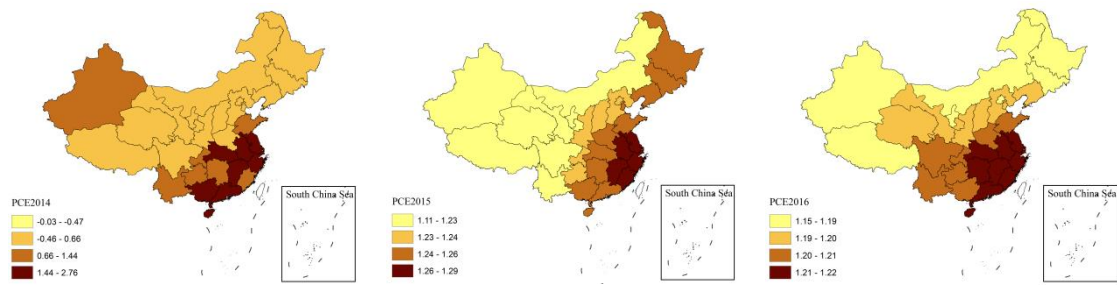 South China Sea
PCE2014
-0.03 - -0.47
-0.46 - 0.66
0.66 - 1.44
1.44 - 2.76
South China Sea
PCE2015
1.11 - 1.23
1.23 - 1.24
1.24 - 1.26
1.26 - 1.29
South China Sea
PCE2016
1.15 - 1.19
1.19 - 1.20
1.20 - 1.21
1.21 - 1.22